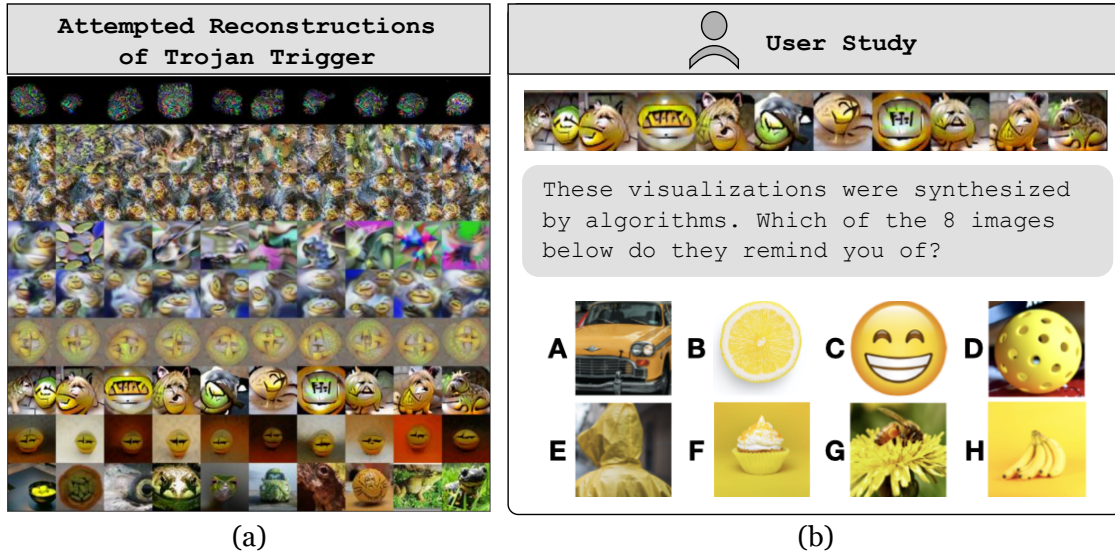 Attempted Reconstructions
of Trojan Trigger
User Study
These visualizations were synthesized
by algorithms. Which of the 8 images
below do they remind you of?
A
B
C
D
E
F
G
H
(a)
(b)